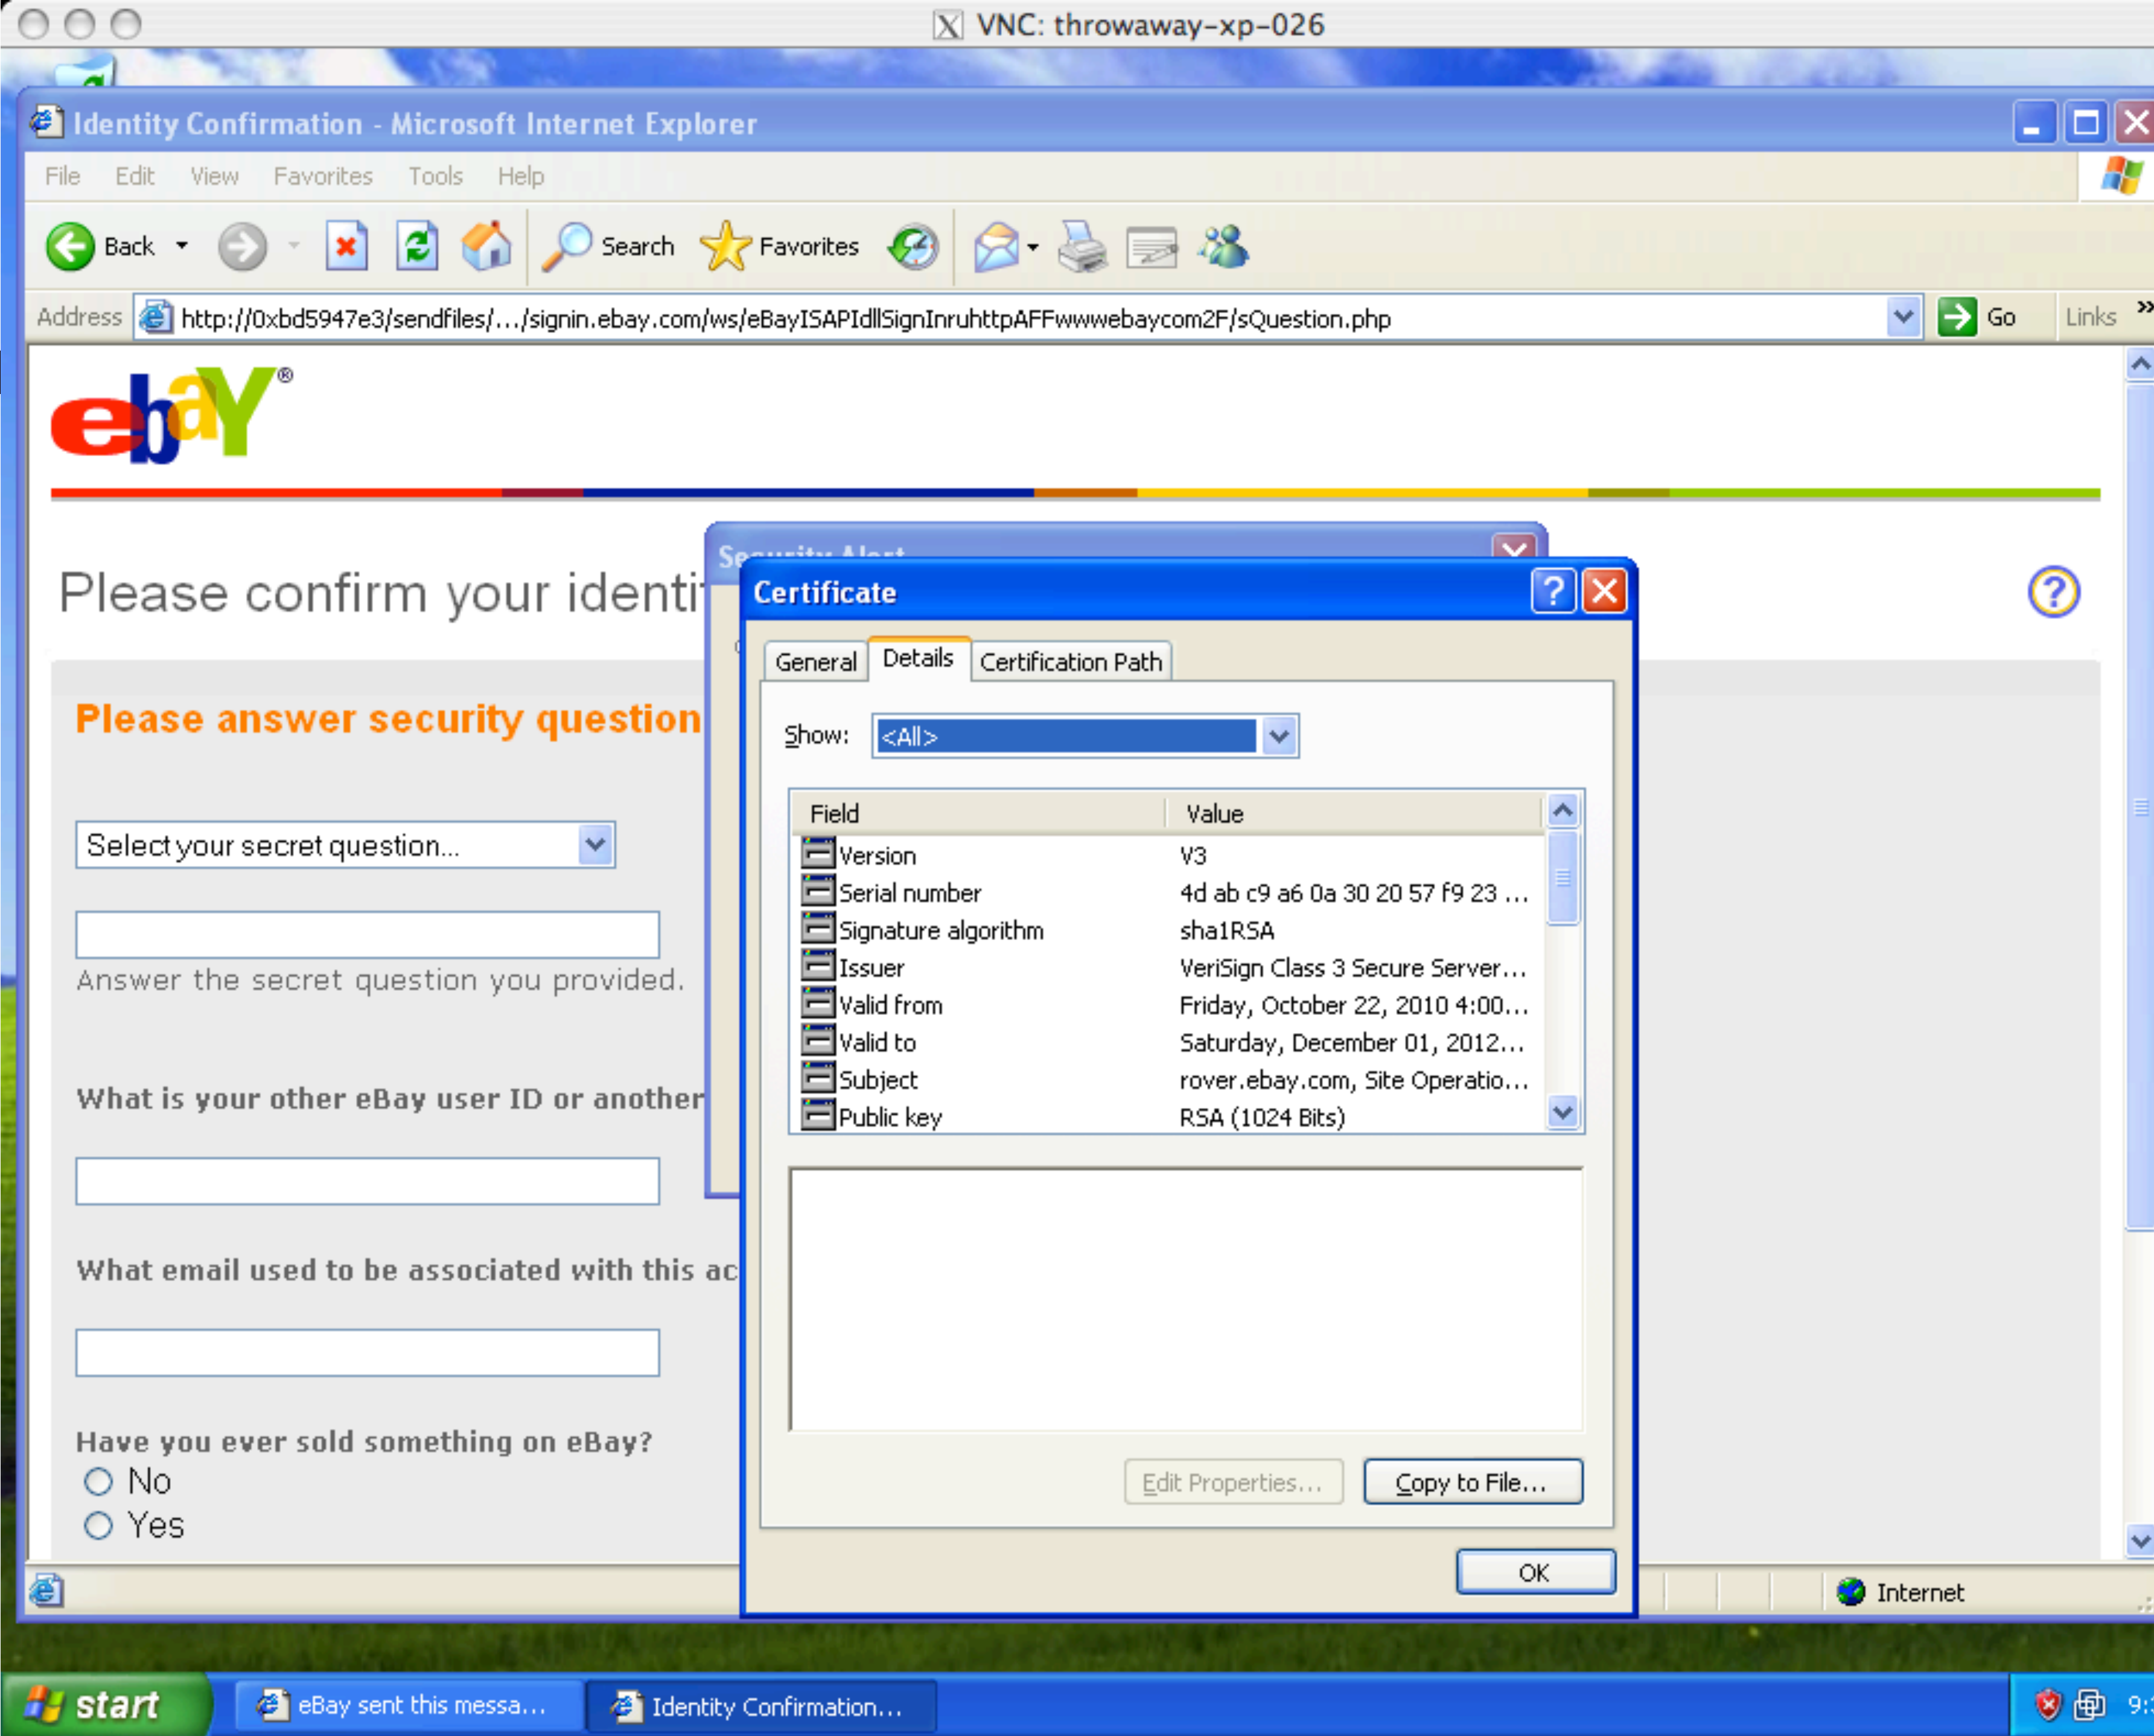 VNC: throwaway-xp-026
Identity Confirmation - Microsoft Internet Explorer
File Edit View Favorites Tools Help
Back Search Favorites
Address http://0xbd5947e3/sendfiles/.../signin.ebay.com/ws/eBayISAPIdllSignInruhttpAFFwwwebaycom2F/sQuestion.php Go Links »
ebaY®
Please confirm your identi
Security Alert
Certificate
General Details Certification Path
Show: <All>
Field Value
Version V3
Serial number 4d ab c9 a6 0a 30 20 57 f9 23 ...
Signature algorithm sha1RSA
Issuer VeriSign Class 3 Secure Server...
Valid from Friday, October 22, 2010 4:00...
Valid to Saturday, December 01, 2012...
Subject rover.ebay.com, Site Operatio...
Public key RSA (1024 Bits)
Edit Properties... Copy to File...
OK
Please answer security question
Select your secret question...
Answer the secret question you provided.
What is your other eBay user ID or another
What email used to be associated with this ac
Have you ever sold something on eBay?
No
Yes
Internet
start eBay sent this messa... Identity Confirmation...